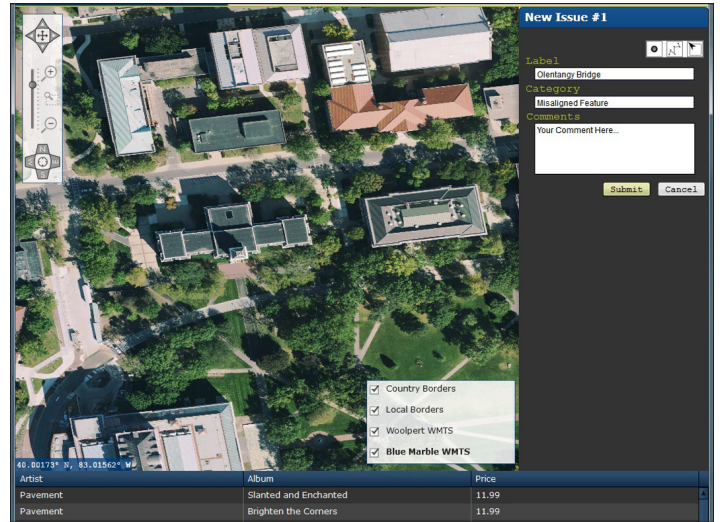 New Issue #1
Label
Olentangy Bridge
Category
Misaligned Feature
Comments
Your Comment Here...
Submit Cancel
N
W E
S
Country Borders
Local Borders
Woolpert WMTS
Blue Marble WMTS
40.00173° N, 83.01562° W
Artist Album Price
Pavement Slanted and Enchanted 11.99
Pavement Brighten the Corners 11.99